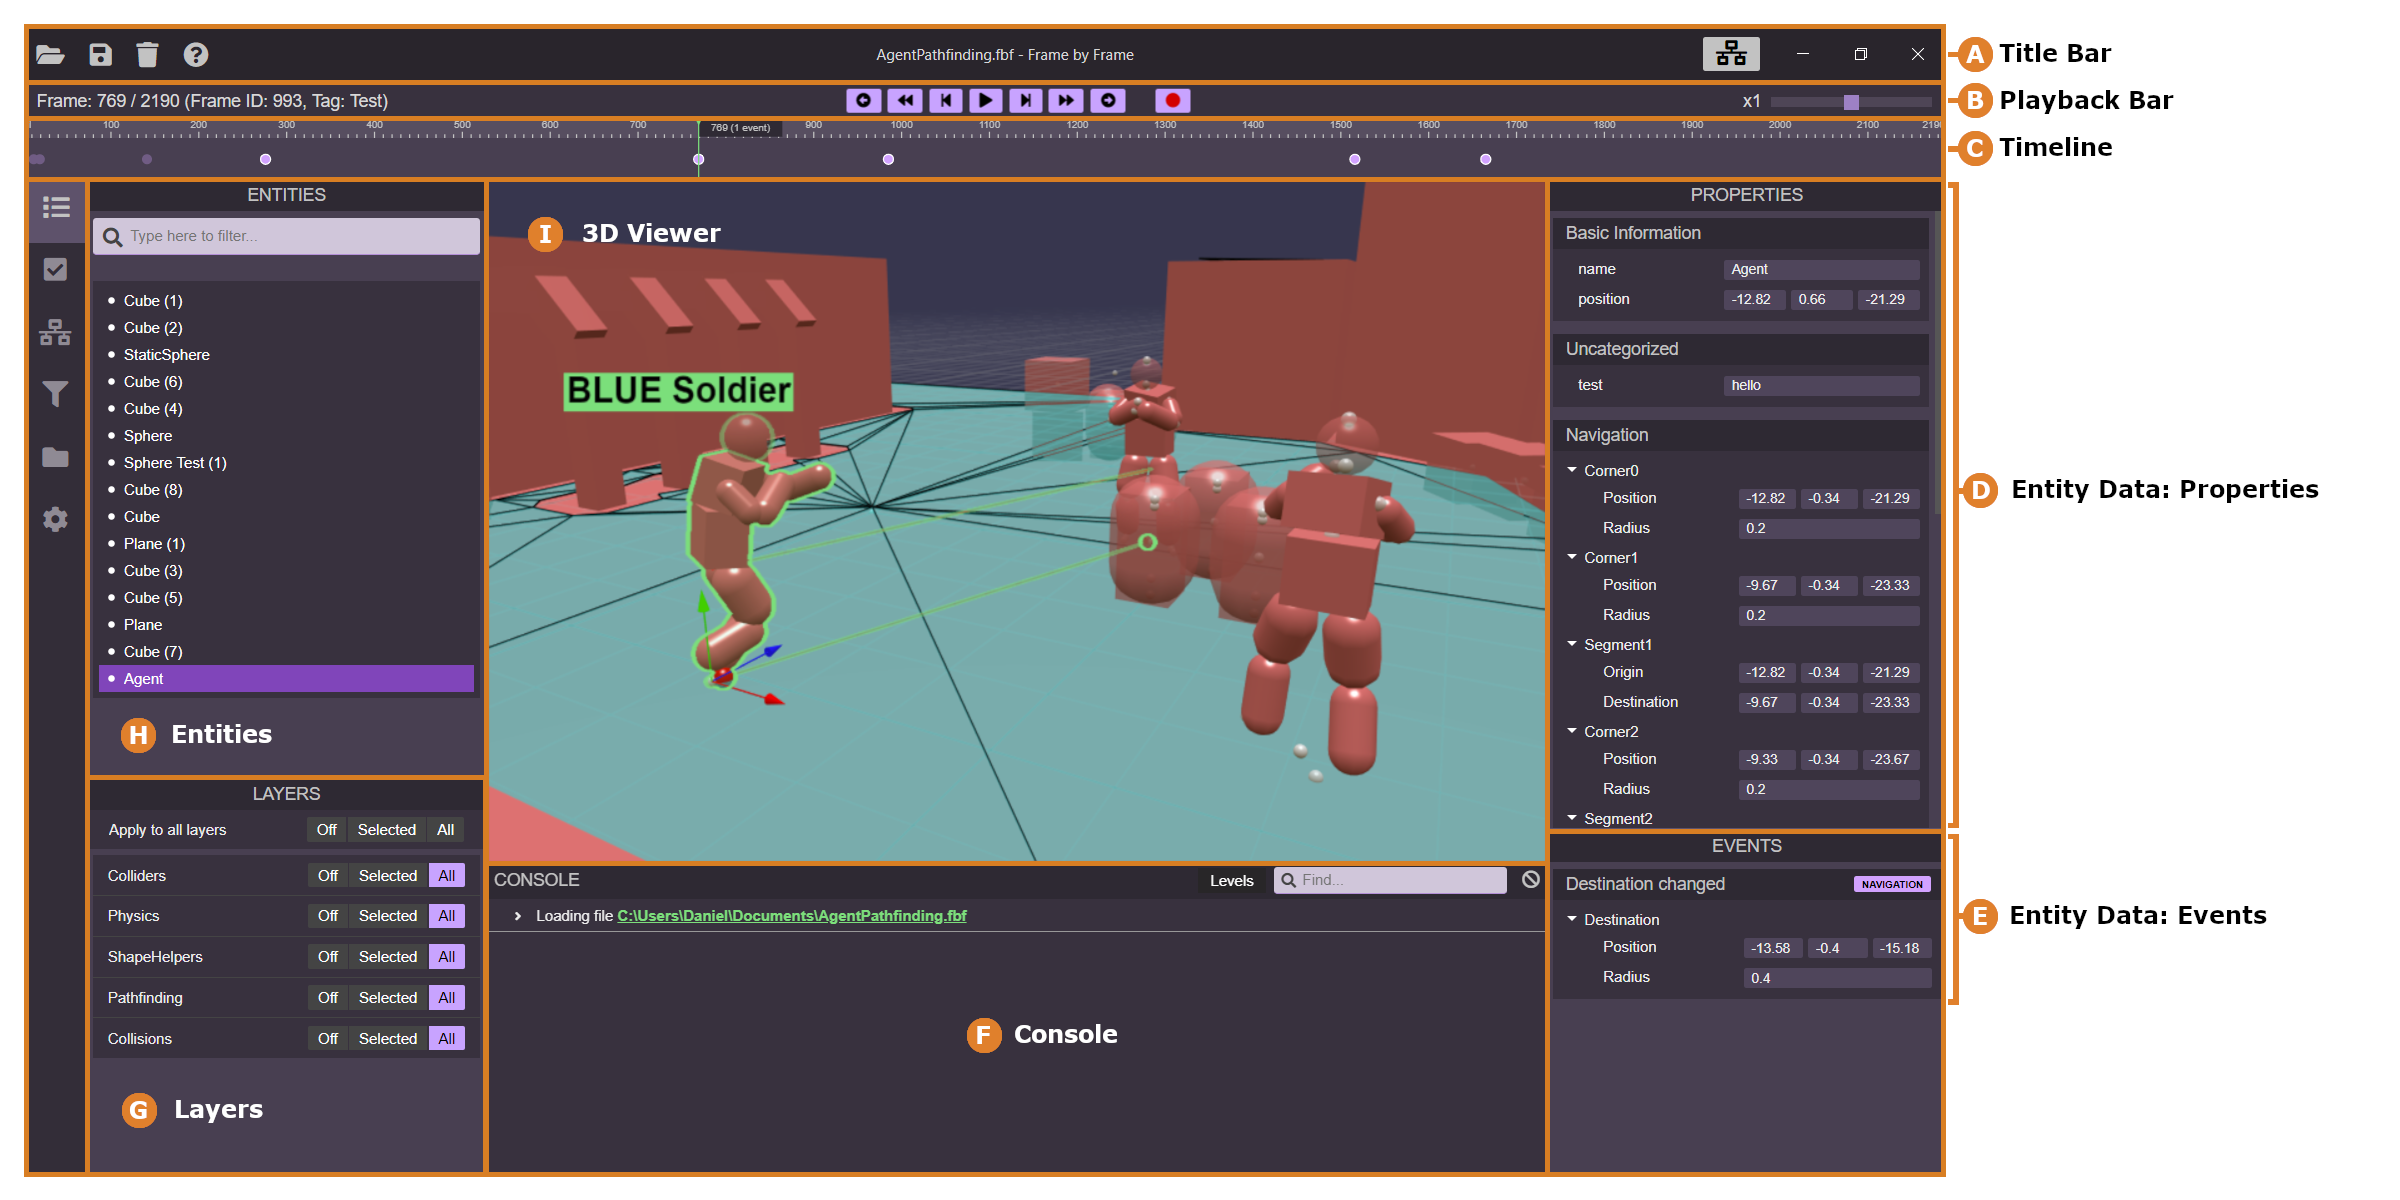 AgentPathfinding.fbf - Frame by Frame
A Title Bar
Frame: 769 / 2190 (Frame ID: 993, Tag: Test)
x1
B Playback Bar
100 200 300 400 500 600 700 769 (1 event) 900 1000 1100 1200 1300 1400 1500 1600 1700 1800 1900 2000 2100
C Timeline
ENTITIES
Type here to filter...
Cube (1)
Cube (2)
StaticSphere
Cube (6)
Cube (4)
Sphere
Sphere Test (1)
Cube (8)
Cube
Plane (1)
Cube (3)
Cube (5)
Plane
Cube (7)
Agent
H Entities
LAYERS
Apply to all layers Off Selected All
Colliders Off Selected All
Physics Off Selected All
ShapeHelpers Off Selected All
Pathfinding Off Selected All
Collisions Off Selected All
G Layers
I 3D Viewer
BLUE Soldier
CONSOLE Levels Find...
Loading file C:\Users\Daniel\Documents\AgentPathfinding.fbf
F Console
PROPERTIES
Basic Information
name Agent
position -12.82 0.66 -21.29
Uncategorized
test hello
Navigation
Corner0
Position -12.82 -0.34 -21.29
Radius 0.2
Corner1
Position -9.67 -0.34 -23.33
Radius 0.2
Segment1
Origin -12.82 -0.34 -21.29
Destination -9.67 -0.34 -23.33
Corner2
Position -9.33 -0.34 -23.67
Radius 0.2
Segment2
D Entity Data: Properties
EVENTS
Destination changed NAVIGATION
Destination
Position -13.58 -0.4 -15.18
Radius 0.4
E Entity Data: Events